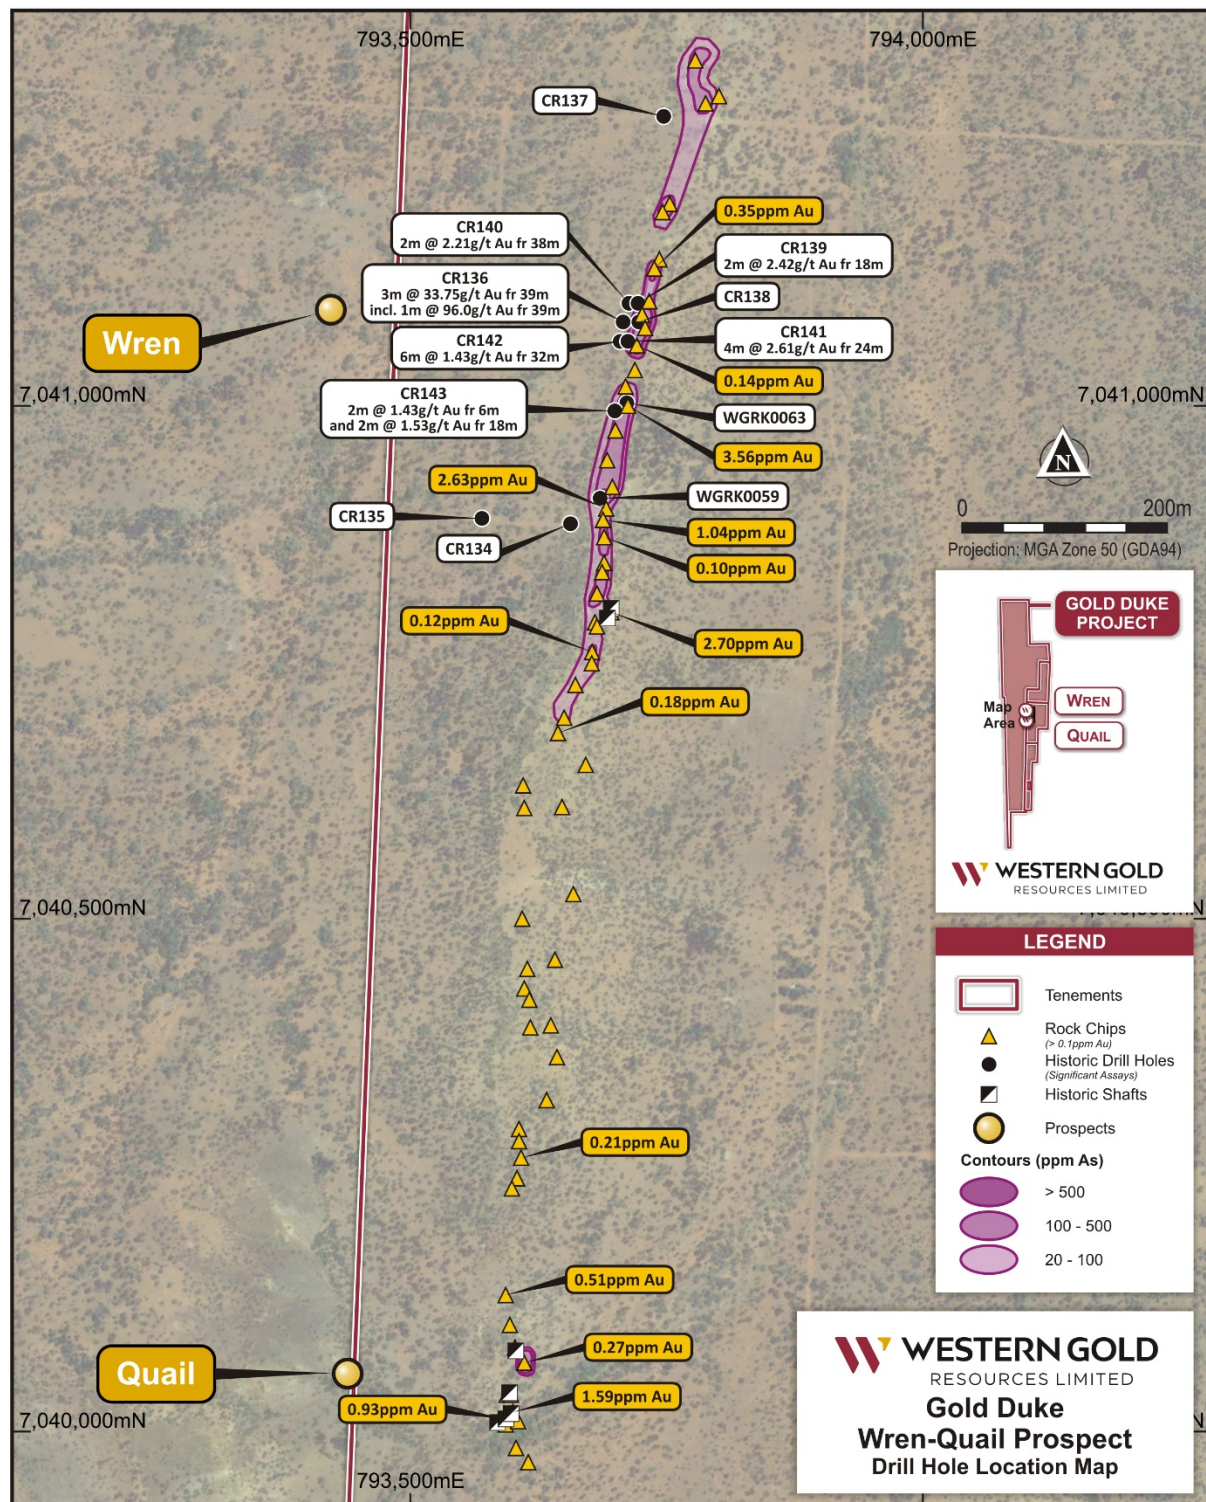 793,500mE
794,000mE
CR137
0.35ppm Au
CR140
2m @ 2.21g/t Au fr 38m
CR139
2m @ 2.42g/t Au fr 18m
CR136
3m @ 33.75g/t Au fr 39m
incl. 1m @ 96.0g/t Au fr 39m
CR138
Wren
CR142
6m @ 1.43g/t Au fr 32m
CR141
4m @ 2.61g/t Au fr 24m
0.14ppm Au
7,041,000mN
7,041,000mN
CR143
2m @ 1.43g/t Au fr 6m
and 2m @ 1.53g/t Au fr 18m
WGRK0063
3.56ppm Au
N
2.63ppm Au
WGRK0059
0
200m
CR135
CR134
1.04ppm Au
Projection: MGA Zone 50 (GDA94)
0.10ppm Au
GOLD DUKE
PROJECT
0.12ppm Au
2.70ppm Au
0.18ppm Au
Map
Area
WREN
QUAIL
WESTERN GOLD
RESOURCES LIMITED
7,040,500mN
LEGEND
Tenements
Rock Chips
(> 0.1ppm Au)
Historic Drill Holes
(Significant Assays)
Historic Shafts
Prospects
Contours (ppm As)
> 500
100 - 500
20 - 100
0.21ppm Au
0.51ppm Au
0.27ppm Au
Quail
0.93ppm Au
1.59ppm Au
7,040,000mN
793,500mE
WESTERN GOLD
RESOURCES LIMITED
Gold Duke
Wren-Quail Prospect
Drill Hole Location Map